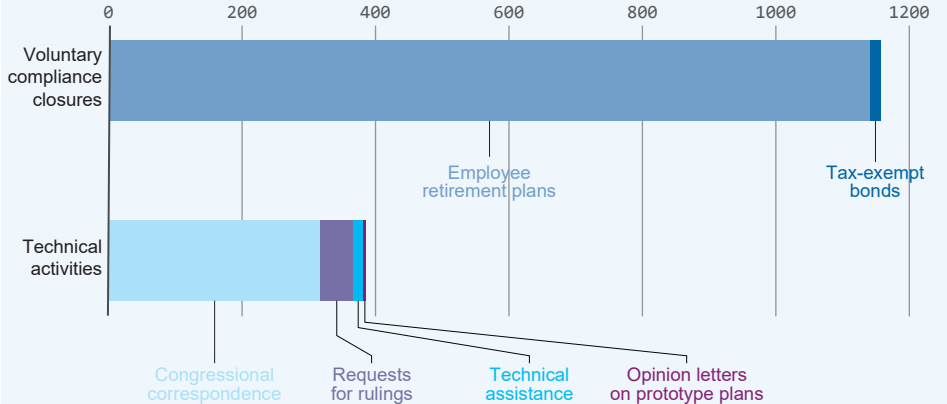 0 200 400 600 800 1000 1200
Voluntary
compliance
closures
Employee
retirement plans
Tax-exempt
bonds
Technical
activities
Congressional
correspondence
Requests
for rulings
Technical
assistance
Opinion letters
on prototype plans